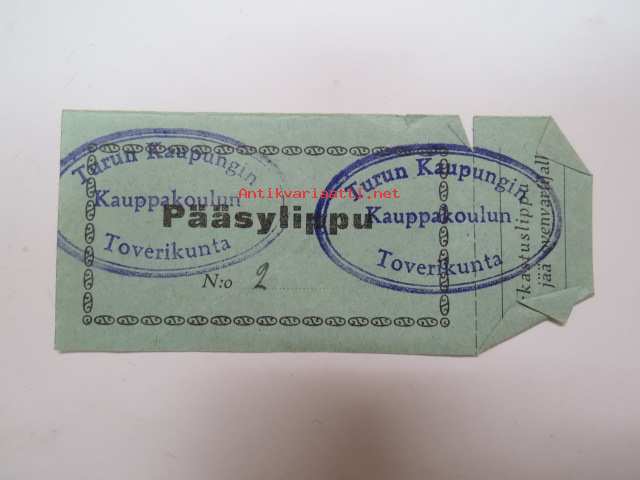 Turun Kaupungin
Kauppakoulun
Toverikunta
Pääsylippu
N:o 2
Turun Kaupungin
Kauppakoulun
Toverikunta
Antikvariaatti.net